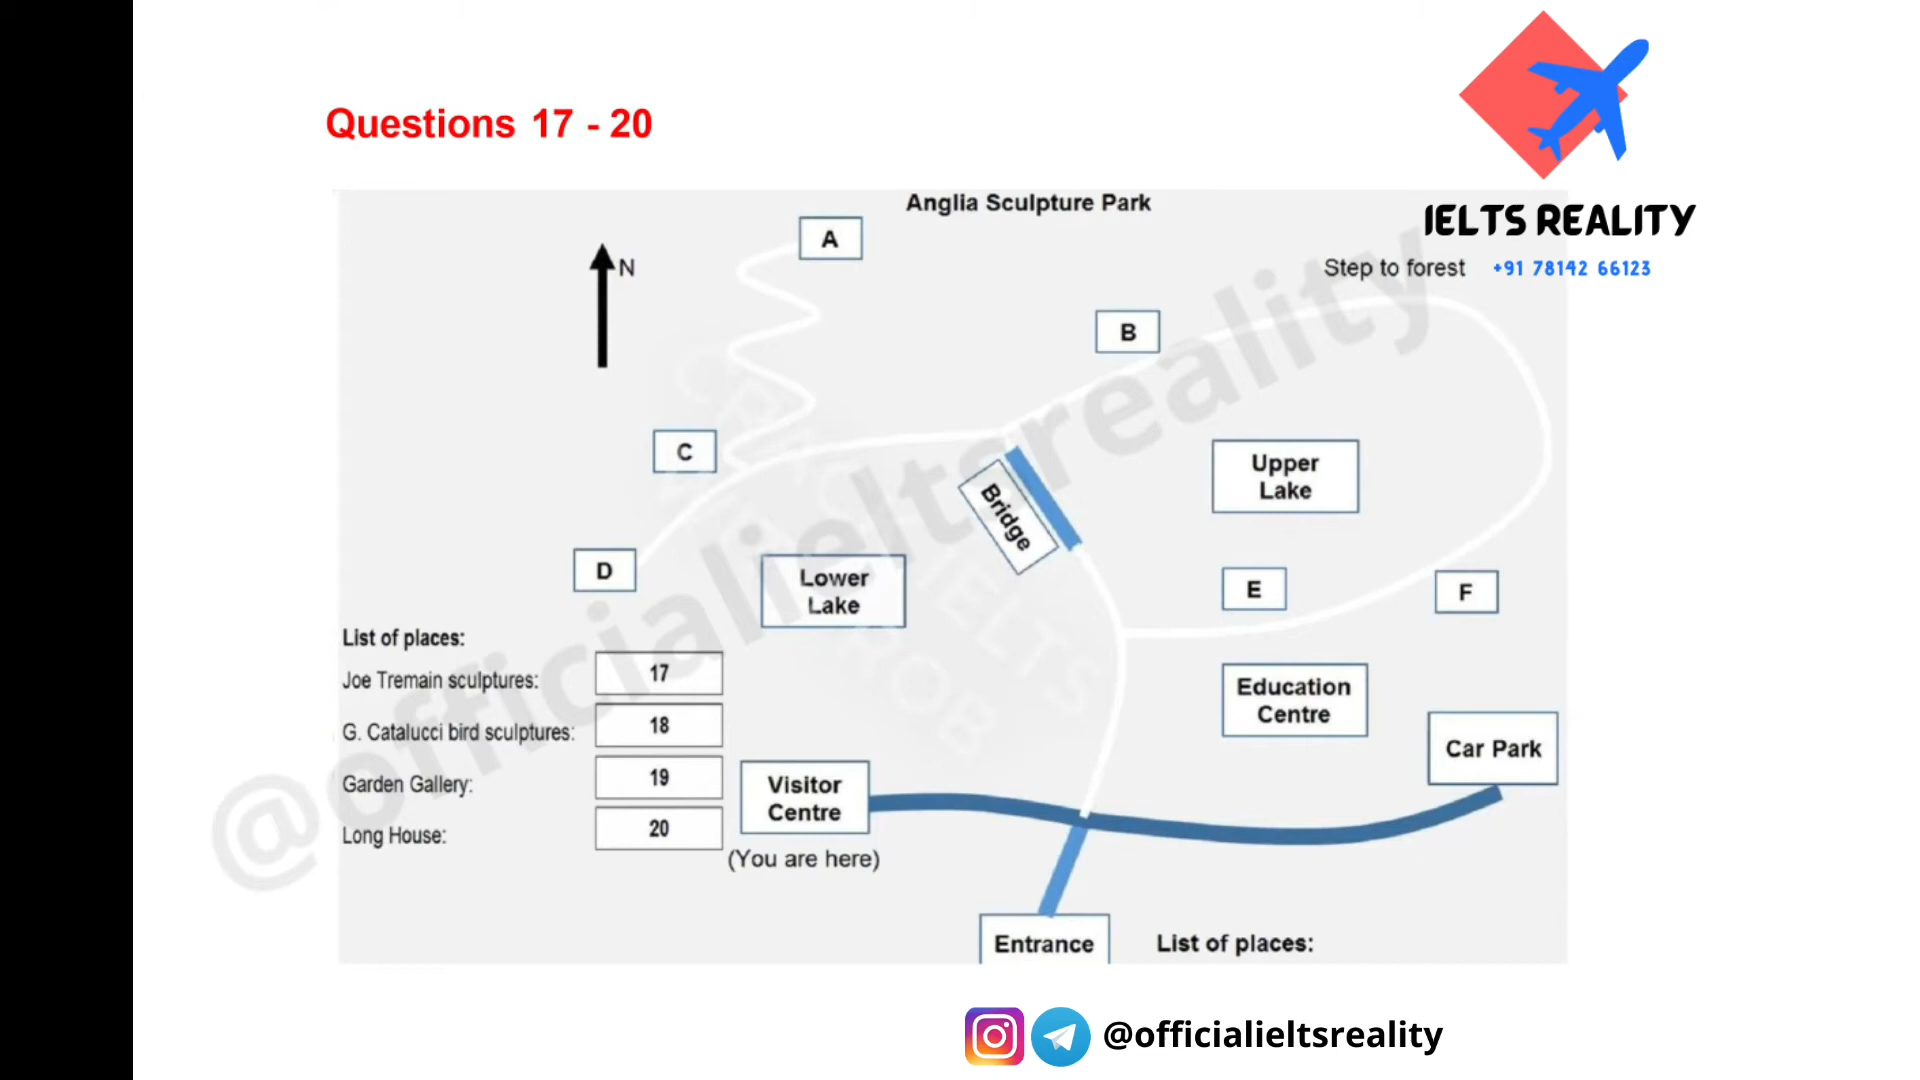 Questions 17 - 20
IELTS REALITY
+91 78142 66123
Anglia Sculpture Park
N
A
Step to forest
B
C
Upper
Lake
Bridge
D
Lower
Lake
E
F
List of places:
Joe Tremain sculptures:
17
G. Catalucci bird sculptures:
18
Garden Gallery:
19
Long House:
20
Education
Centre
Car Park
Visitor
Centre
(You are here)
Entrance
List of places:
@officialieltsreality
@officialieltsreality